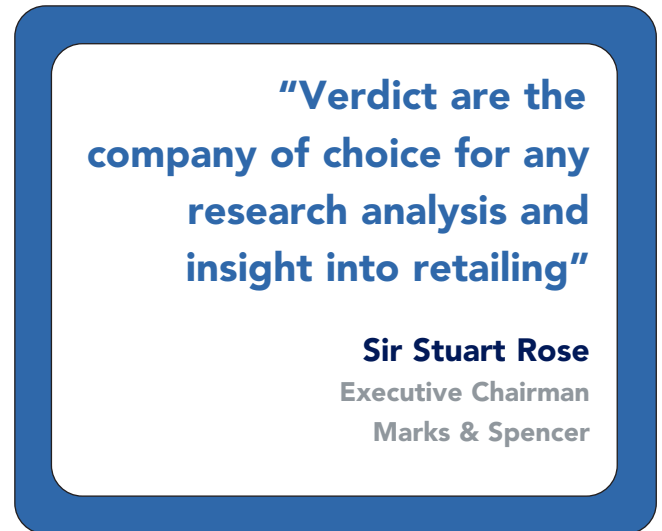 “Verdict are the
company of choice for any
research analysis and
insight into retailing”
Sir Stuart Rose
Executive Chairman
Marks & Spencer